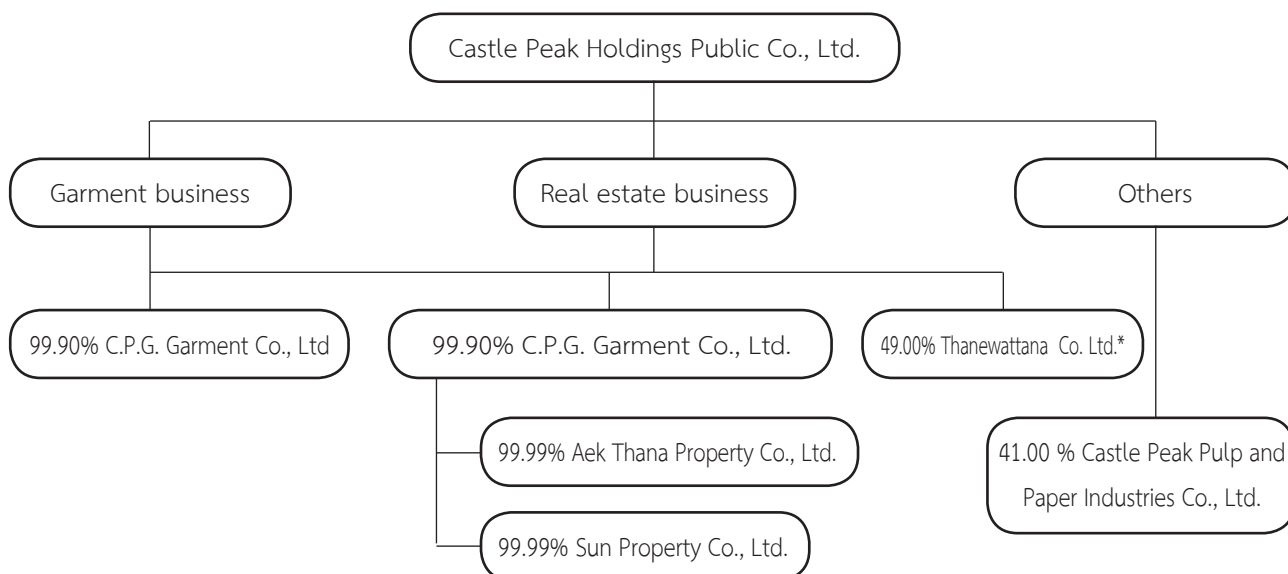 Castle Peak Holdings Public Co., Ltd.
Garment business
Real estate business
Others
99.90% C.P.G. Garment Co., Ltd
99.90% C.P.G. Garment Co., Ltd.
49.00% Thanewattana Co. Ltd.*
99.99% Aek Thana Property Co., Ltd.
41.00 % Castle Peak Pulp and
Paper Industries Co., Ltd.
99.99% Sun Property Co., Ltd.